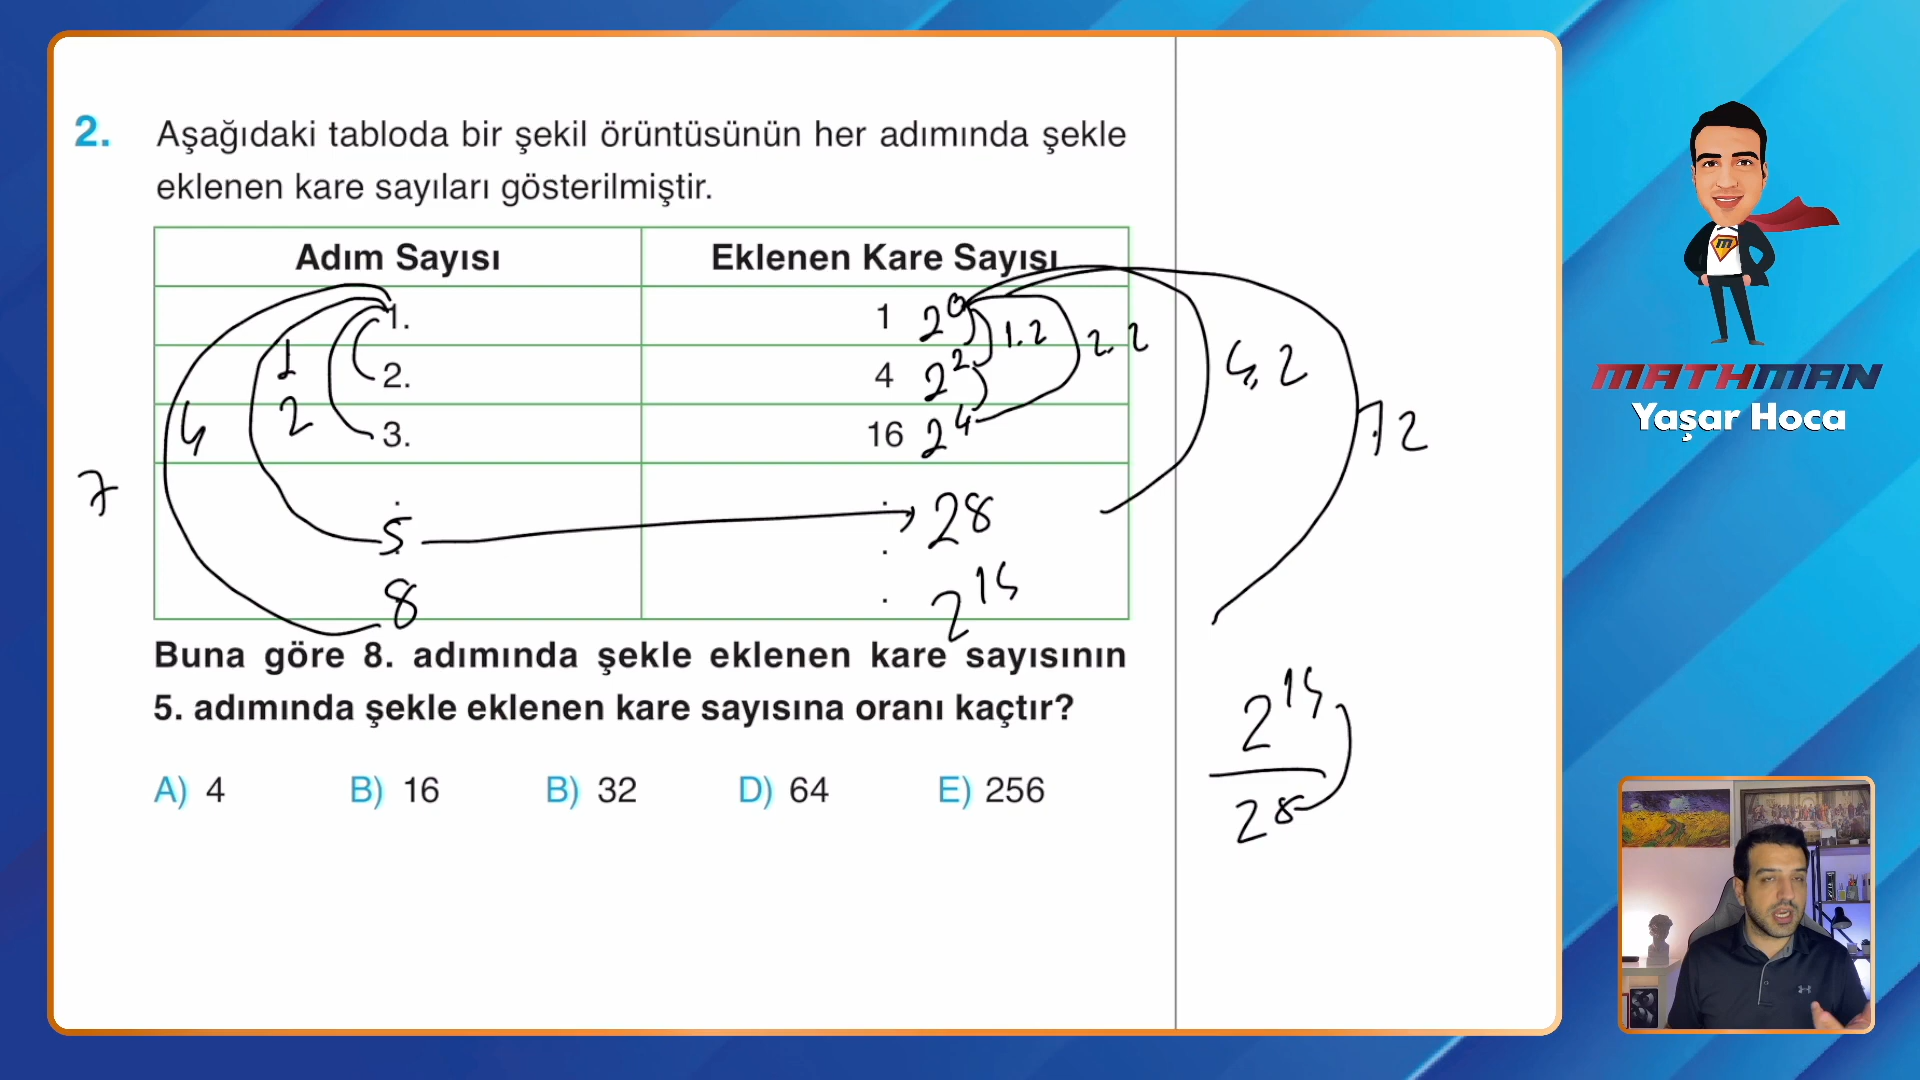 2. Aşağıdaki tabloda bir şekil örüntüsünün her adımında şekle
eklenen kare sayıları gösterilmiştir.
Adım Sayısı Eklenen Kare Sayısı
1. 1 2⁰ 1.2 2.2
1 2. 4 2² 4.2
4 2 3. 16 2⁴ 7.2
7
5 2⁸
8 2¹⁴
Buna göre 8. adımında şekle eklenen kare sayısının
5. adımında şekle eklenen kare sayısına oranı kaçtır?
A) 4 B) 16 B) 32 D) 64 E) 256
2¹⁴
2⁸
m
MATHMAN
Yaşar Hoca